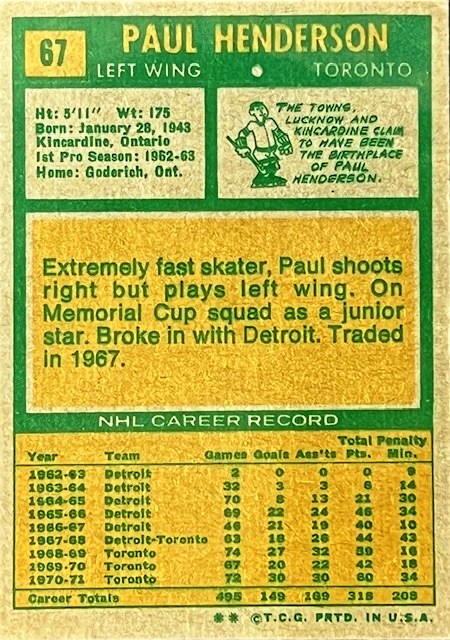 67 PAUL HENDERSON
LEFT WING TORONTO
Ht: 5'11" Wt: 175
Born: January 28, 1943
Kincardine, Ontario
1st Pro Season: 1962-63
Home: Goderich, Ont.
THE TOWNS,
LUCKNOW AND
KINCARDINE CLAIM
TO HAVE BEEN
THE BIRTHPLACE
OF PAUL
HENDERSON.
Extremely fast skater, Paul shoots
right but plays left wing. On
Memorial Cup squad as a junior
star. Broke in with Detroit. Traded
in 1967.
NHL CAREER RECORD
Total Penalty
Year Team Games Goals Ass'ts Pts. Min.
1962-63 Detroit 2 0 0 0 9
1963-64 Detroit 32 3 3 6 14
1964-65 Detroit 70 8 13 21 30
1965-66 Detroit 69 22 24 46 34
1966-67 Detroit 46 21 19 40 10
1967-68 Detroit-Toronto 63 18 26 44 43
1968-69 Toronto 74 27 32 59 16
1969-70 Toronto 67 20 22 42 18
1970-71 Toronto 72 30 30 60 34
Career Totals 495 149 169 318 208
** ©T.C.G. PRTD. IN U.S.A.